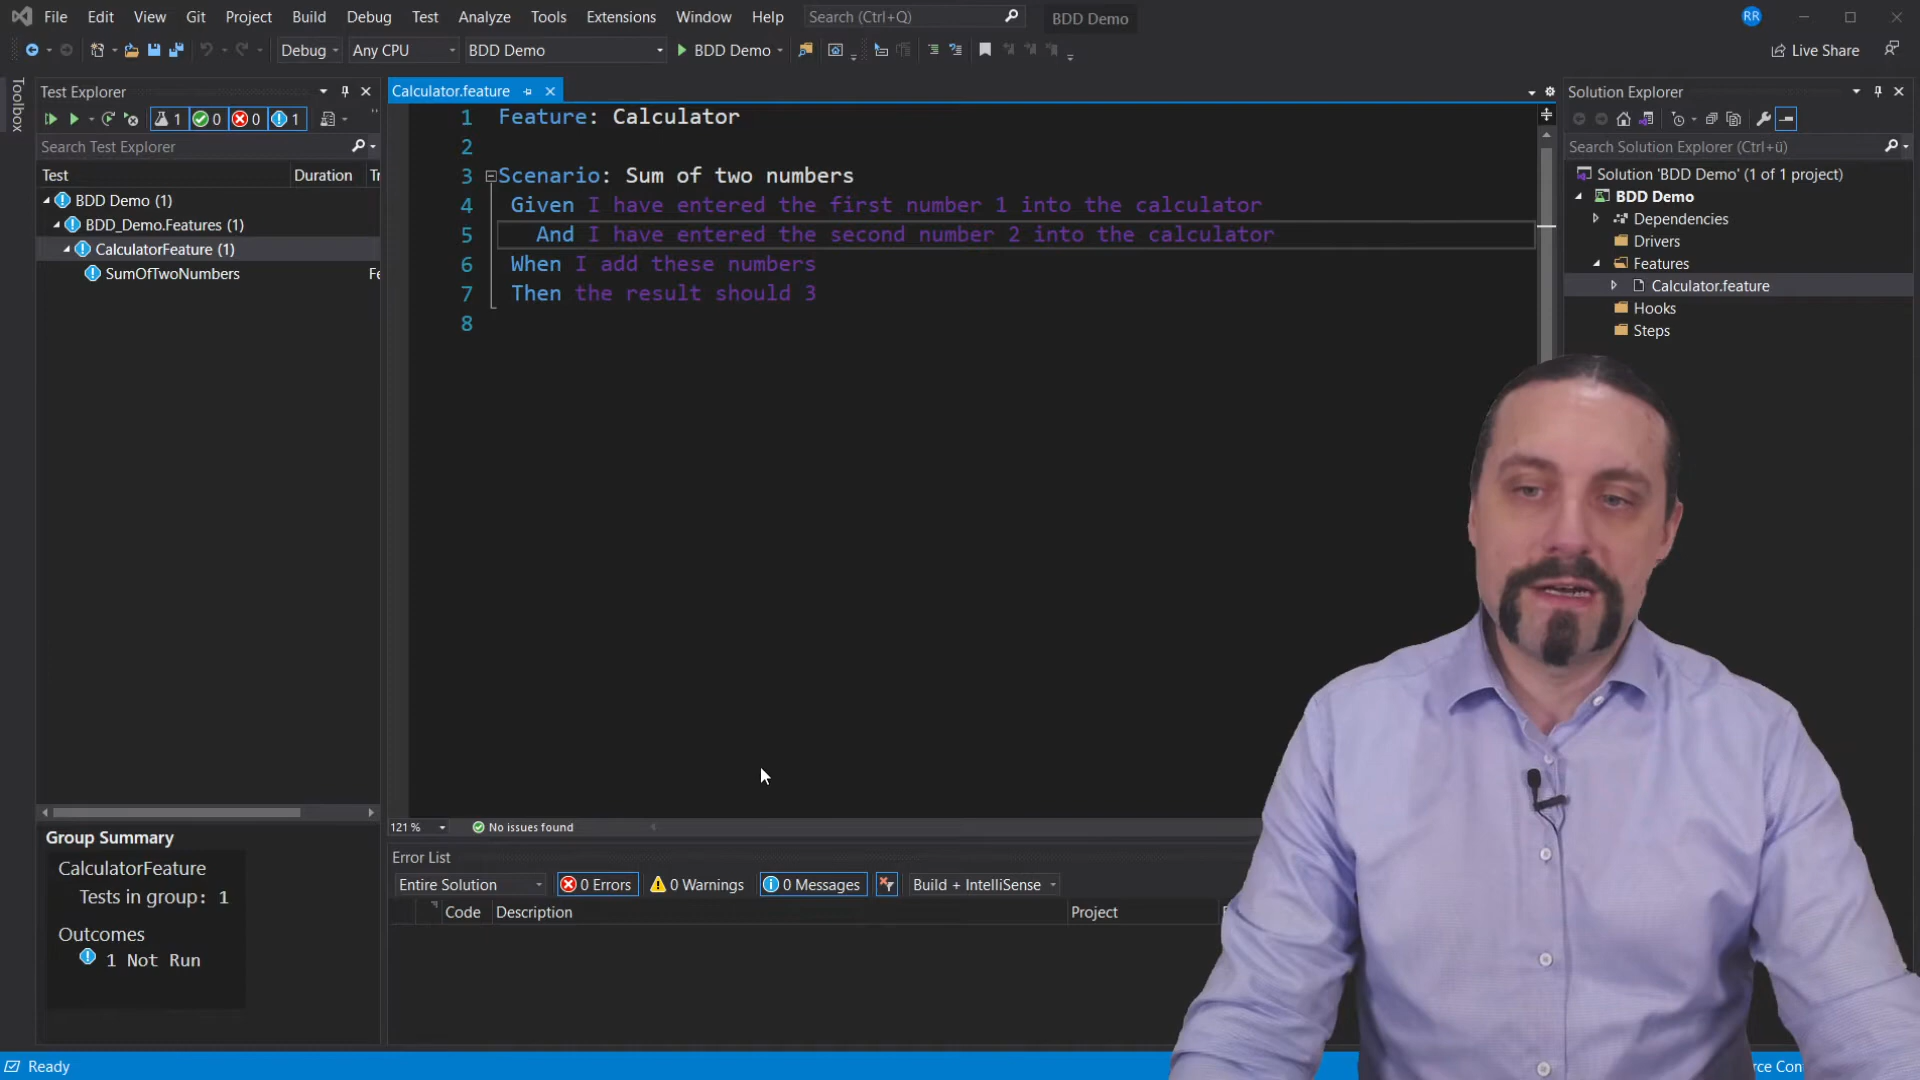 File Edit View Git Project Build Debug Test Analyze Tools Extensions Window Help Search (Ctrl+Q) BDD Demo RR
Debug Any CPU BDD Demo BDD Demo Live Share
Toolbox
Test Explorer
1 0 0 1
Search Test Explorer
Test Duration Tr
BDD Demo (1)
BDD_Demo.Features (1)
CalculatorFeature (1)
SumOfTwoNumbers Fe
Group Summary
CalculatorFeature
Tests in group: 1
Outcomes
1 Not Run
Calculator.feature
1 Feature: Calculator
2
3 Scenario: Sum of two numbers
4 Given I have entered the first number 1 into the calculator
5 And I have entered the second number 2 into the calculator
6 When I add these numbers
7 Then the result should 3
8
121 % No issues found
Error List
Entire Solution 0 Errors 0 Warnings 0 Messages Build + IntelliSense
Code Description Project
Solution Explorer
Search Solution Explorer (Ctrl+ü)
Solution 'BDD Demo' (1 of 1 project)
BDD Demo
Dependencies
Drivers
Features
Calculator.feature
Hooks
Steps
Ready